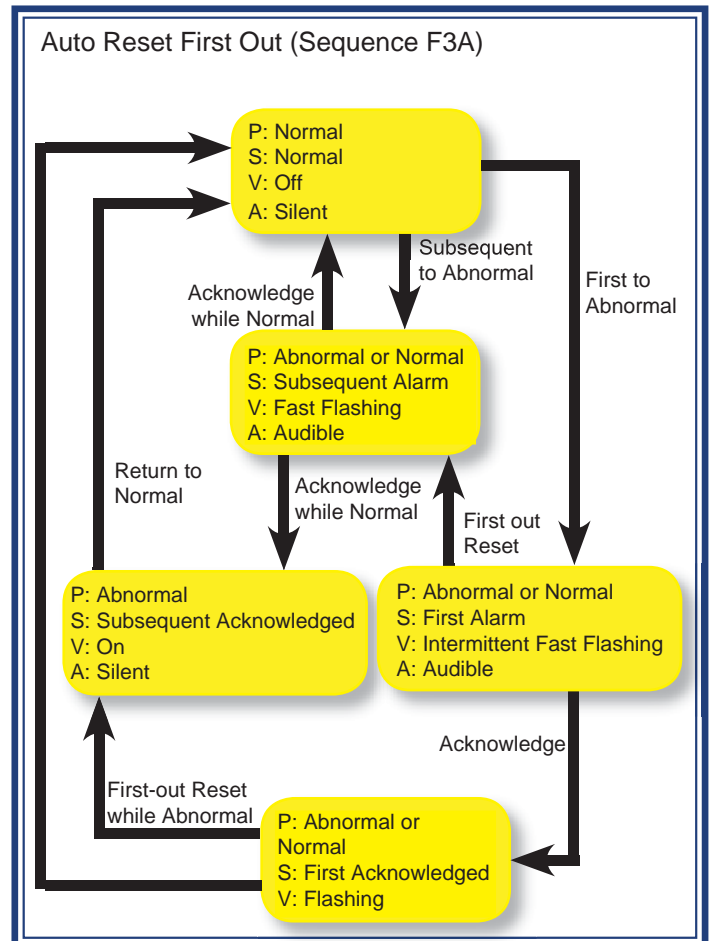 Auto Reset First Out (Sequence F3A)
P: Normal
S: Normal
V: Off
A: Silent
Subsequent
to Abnormal
First to
Abnormal
Acknowledge
while Normal
P: Abnormal or Normal
S: Subsequent Alarm
V: Fast Flashing
A: Audible
Return to
Normal
Acknowledge
while Normal
First out
Reset
P: Abnormal
S: Subsequent Acknowledged
V: On
A: Silent
P: Abnormal or Normal
S: First Alarm
V: Intermittent Fast Flashing
A: Audible
Acknowledge
First-out Reset
while Abnormal
P: Abnormal or
Normal
S: First Acknowledged
V: Flashing